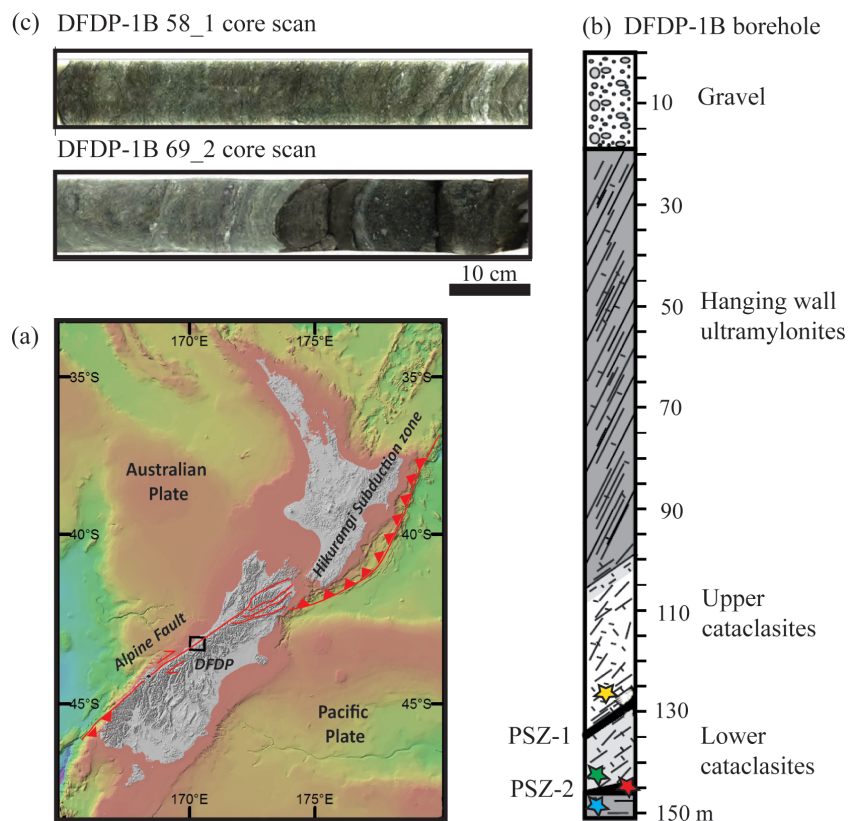 (c) DFDP-1B 58_1 core scan
DFDP-1B 69_2 core scan
10 cm
(a)
170°E
175°E
35°S
35°S
Australian
Plate
Hikurangi Subduction zone
40°S
40°S
Alpine Fault
DFDP
45°S
45°S
Pacific
Plate
170°E
175°E
(b) DFDP-1B borehole
10
Gravel
30
50
Hanging wall
ultramylonites
70
90
110
Upper
cataclasites
130
PSZ-1
Lower
cataclasites
PSZ-2
150 m